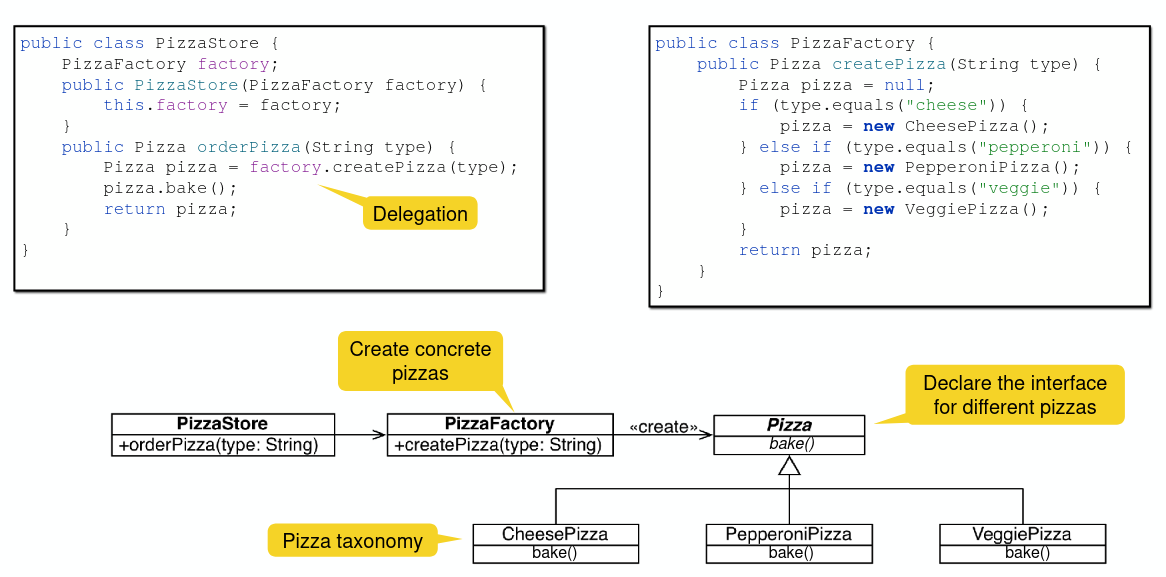 public class PizzaStore {
PizzaFactory factory;
public PizzaStore(PizzaFactory factory) {
this.factory = factory;
}
public Pizza orderPizza(String type) {
Pizza pizza = factory.createPizza(type);
pizza.bake();
return pizza;
}
}
Delegation
public class PizzaFactory {
public Pizza createPizza(String type) {
Pizza pizza = null;
if (type.equals("cheese")) {
pizza = new CheesePizza();
} else if (type.equals("pepperoni")) {
pizza = new PepperoniPizza();
} else if (type.equals("veggie")) {
pizza = new VeggiePizza();
}
return pizza;
}
}
Create concrete
pizzas
Declare the interface
for different pizzas
PizzaStore
+orderPizza(type: String)
PizzaFactory
+createPizza(type: String)
«create»
Pizza
bake()
Pizza taxonomy
CheesePizza
bake()
PepperoniPizza
bake()
VeggiePizza
bake()